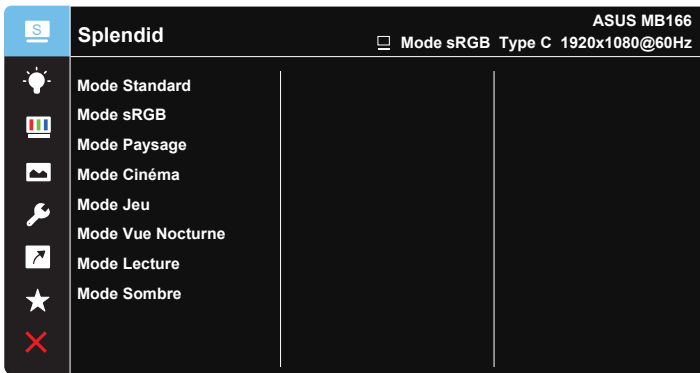 S
Splendid
ASUS MB166
Mode sRGB Type C 1920x1080@60Hz
Mode Standard
Mode sRGB
Mode Paysage
Mode Cinéma
Mode Jeu
Mode Vue Nocturne
Mode Lecture
Mode Sombre